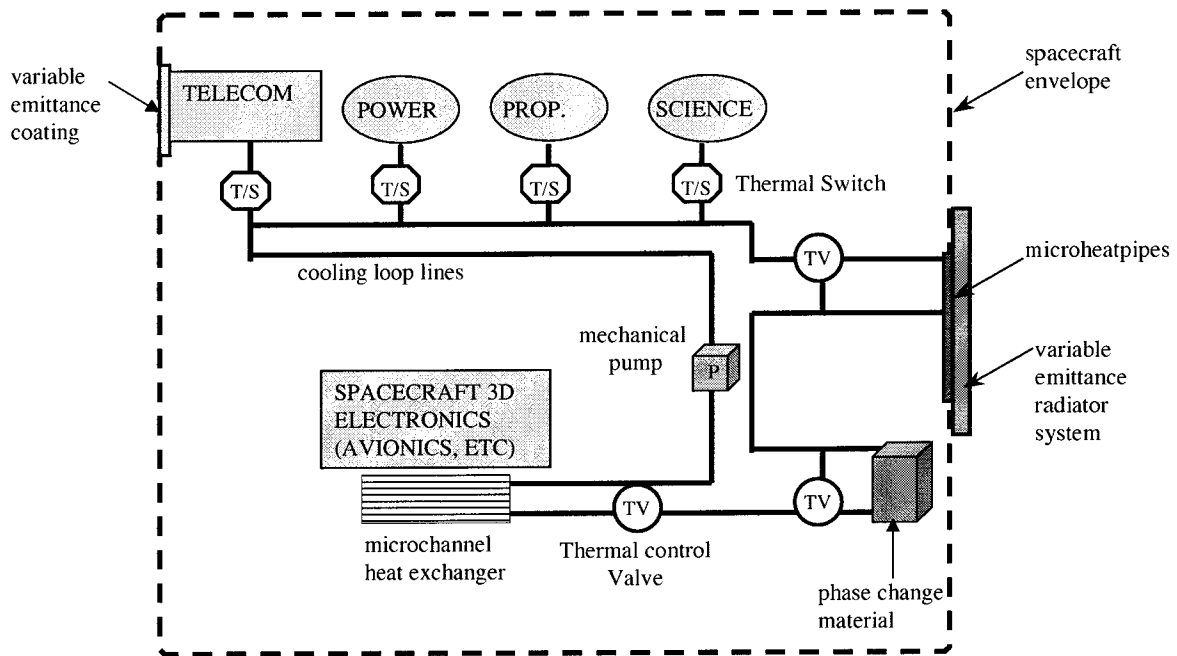 variable
emittance
coating
TELECOM
POWER
PROP.
SCIENCE
spacecraft
envelope
T/S
T/S
T/S
T/S
Thermal Switch
cooling loop lines
TV
microheatpipes
mechanical
pump
P
variable
emittance
radiator
system
SPACECRAFT 3D
ELECTRONICS
(AVIONICS, ETC)
TV
TV
microchannel
heat exchanger
Thermal control
Valve
phase change
material